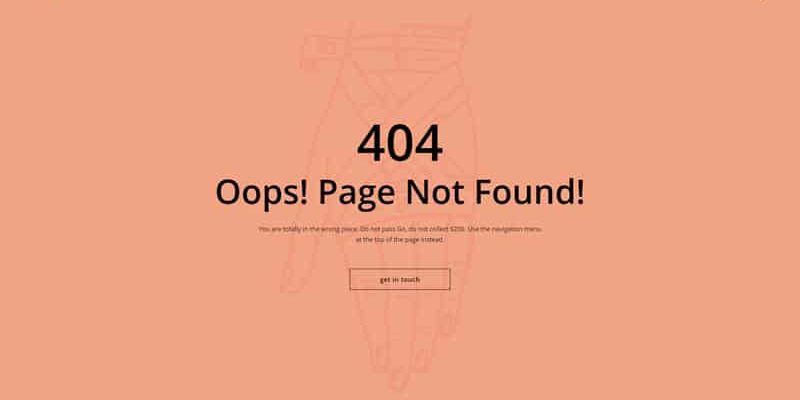 404
Oops! Page Not Found!
You are totally in the wrong place. Do not pass Go, do not collect $200. Use the navigation menu
at the top of the page instead.
get in touch